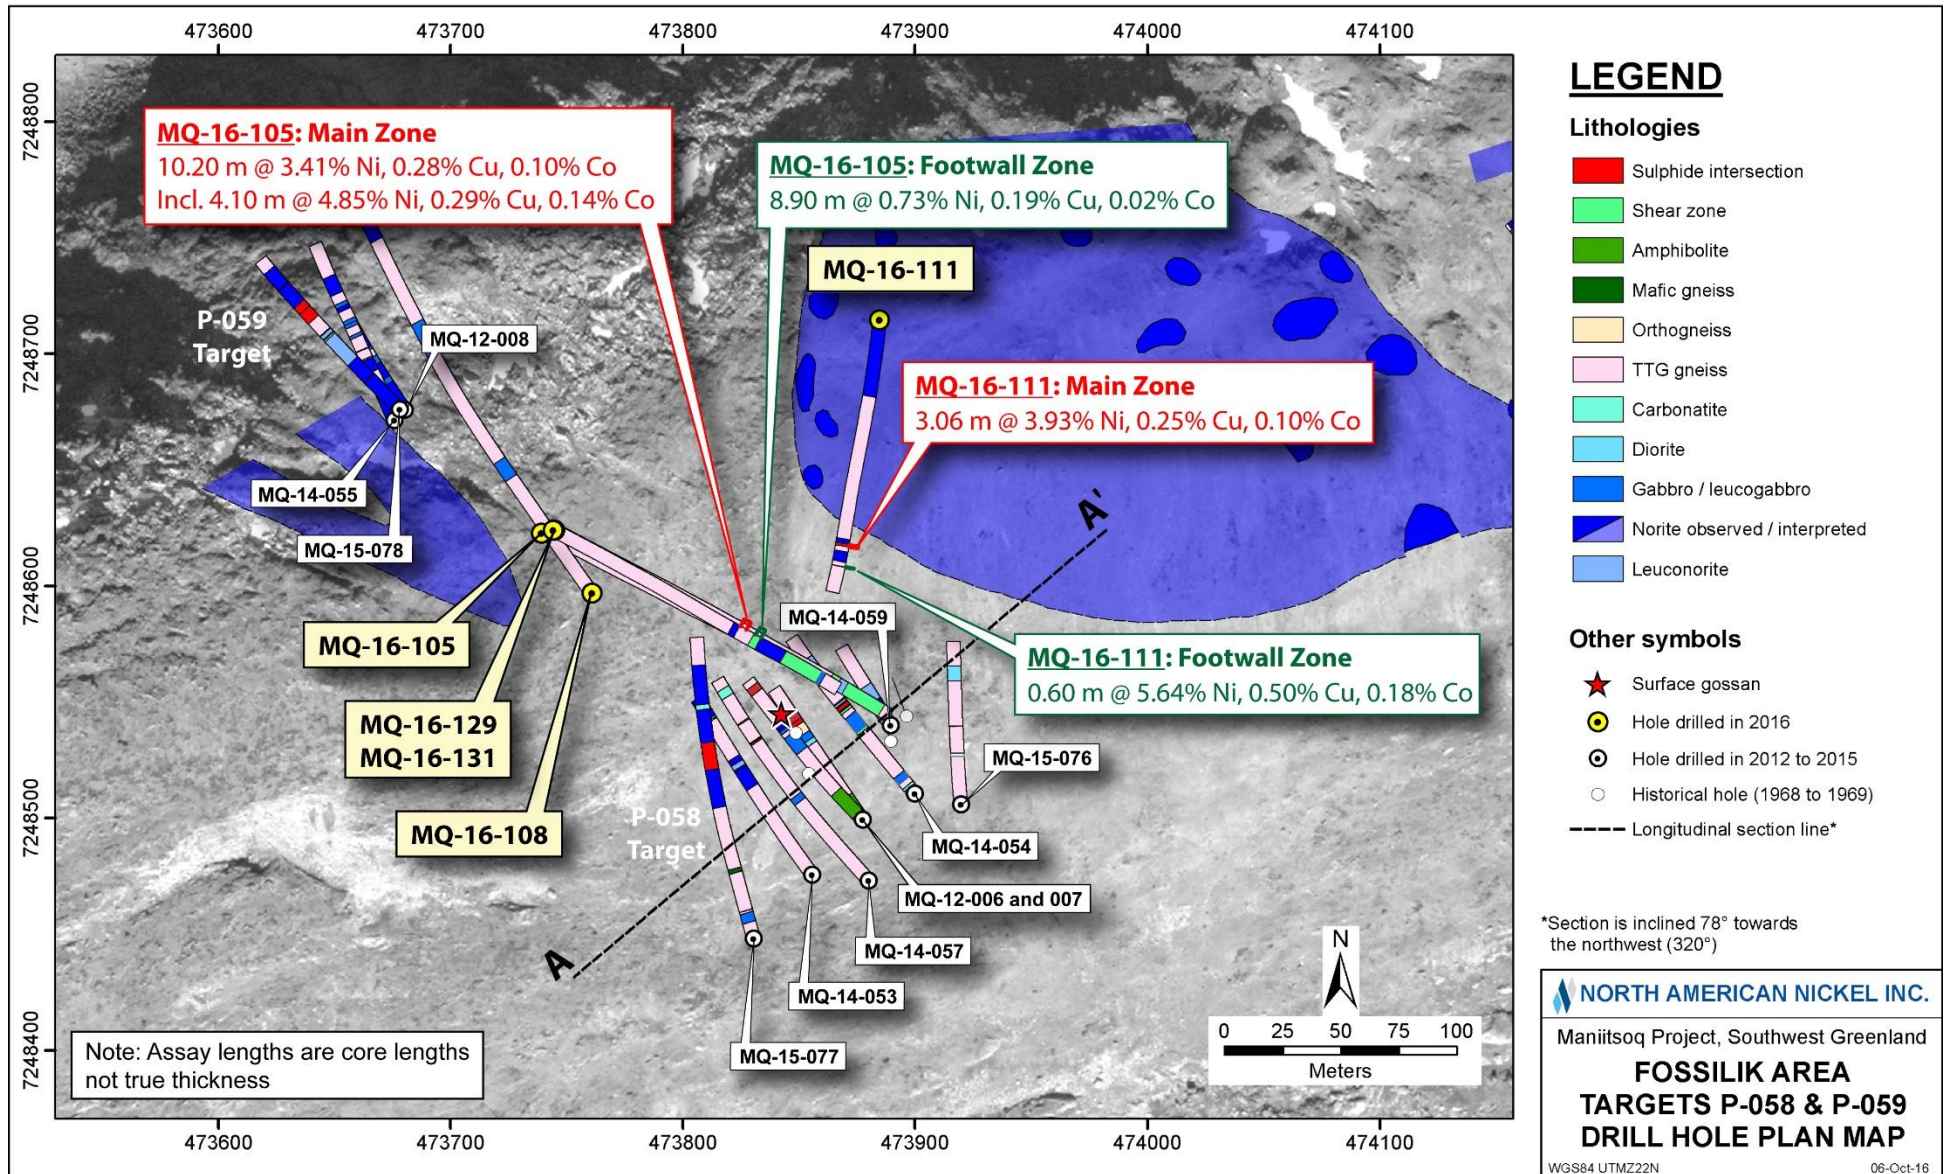 473600 473700 473800 473900 474000 474100
7248800
7248700
7248600
7248500
7248400
MQ-16-105: Main Zone
10.20 m @ 3.41% Ni, 0.28% Cu, 0.10% Co
Incl. 4.10 m @ 4.85% Ni, 0.29% Cu, 0.14% Co
MQ-16-105: Footwall Zone
8.90 m @ 0.73% Ni, 0.19% Cu, 0.02% Co
MQ-16-111
P-059
Target
MQ-12-008
MQ-16-111: Main Zone
3.06 m @ 3.93% Ni, 0.25% Cu, 0.10% Co
MQ-14-055
MQ-15-078
A'
MQ-16-105
MQ-14-059
MQ-16-111: Footwall Zone
0.60 m @ 5.64% Ni, 0.50% Cu, 0.18% Co
MQ-16-129
MQ-16-131
MQ-15-076
MQ-16-108
P-058
Target
MQ-14-054
MQ-12-006 and 007
MQ-14-057
A
MQ-14-053
MQ-15-077
N
0 25 50 75 100
Meters
Note: Assay lengths are core lengths
not true thickness
473600 473700 473800 473900 474000 474100
LEGEND
Lithologies
Sulphide intersection
Shear zone
Amphibolite
Mafic gneiss
Orthogneiss
TTG gneiss
Carbonatite
Diorite
Gabbro / leucogabbro
Norite observed / interpreted
Leuconorite
Other symbols
Surface gossan
Hole drilled in 2016
Hole drilled in 2012 to 2015
Historical hole (1968 to 1969)
Longitudinal section line*
*Section is inclined 78° towards
the northwest (320°)
NORTH AMERICAN NICKEL INC.
Maniitsoq Project, Southwest Greenland
FOSSILIK AREA
TARGETS P-058 & P-059
DRILL HOLE PLAN MAP
WGS84 UTMZ22N 06-Oct-16